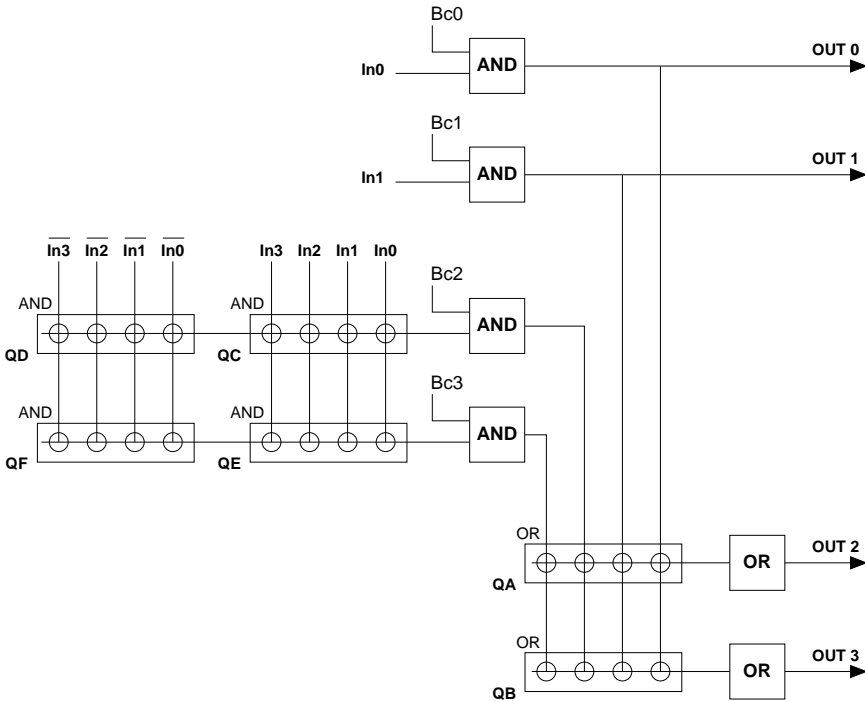 Bc0
OUT 0
In0
AND
Bc1
OUT 1
In1
AND
In3 In2 In1 In0
In3 In2 In1 In0
Bc2
AND
AND
AND
QD
QC
Bc3
AND
AND
AND
QF
QE
OR
OUT 2
OR
QA
OR
OUT 3
OR
QB